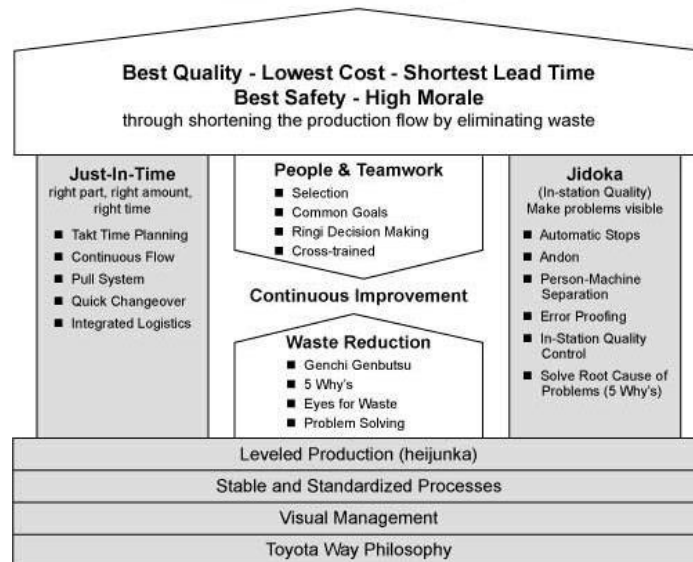 Best Quality - Lowest Cost - Shortest Lead Time
Best Safety - High Morale
through shortening the production flow by eliminating waste
Just-In-Time
right part, right amount,
right time
■ Takt Time Planning
■ Continuous Flow
■ Pull System
■ Quick Changeover
■ Integrated Logistics
People & Teamwork
■ Selection
■ Common Goals
■ Ringi Decision Making
■ Cross-trained
Continuous Improvement
Waste Reduction
■ Genchi Genbutsu
■ 5 Why's
■ Eyes for Waste
■ Problem Solving
Jidoka
(In-station Quality)
Make problems visible
■ Automatic Stops
■ Andon
■ Person-Machine
Separation
■ Error Proofing
■ In-Station Quality
Control
■ Solve Root Cause of
Problems (5 Why's)
Leveled Production (heijunka)
Stable and Standardized Processes
Visual Management
Toyota Way Philosophy